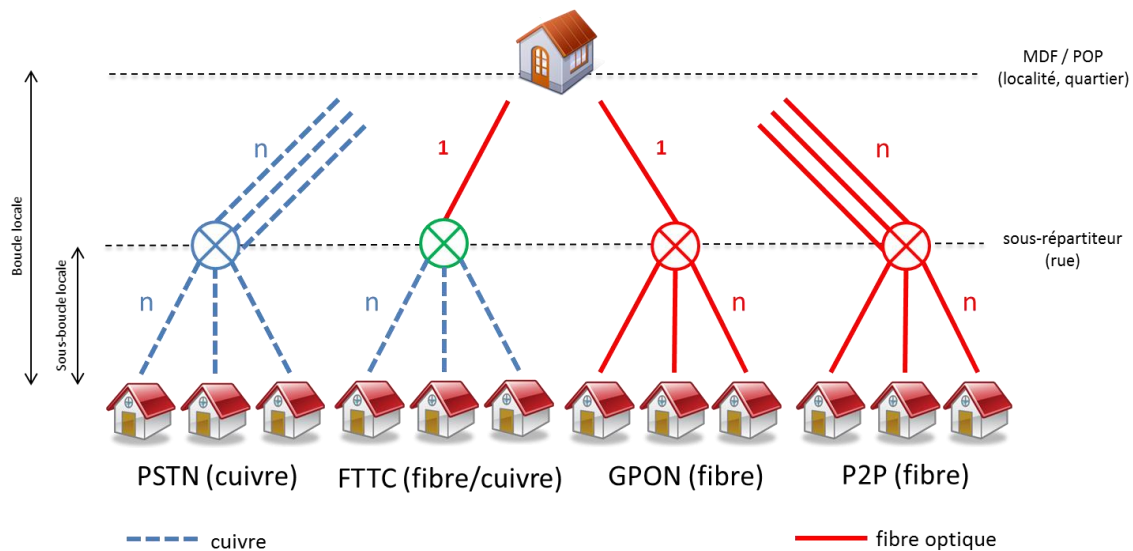 MDF / POP
(localité, quartier)
n
1
1
n
Boucle locale
sous-répartiteur
(rue)
Sous-boucle locale
n
n
n
n
PSTN (cuivre)
FTTC (fibre/cuivre)
GPON (fibre)
P2P (fibre)
cuivre
fibre optique